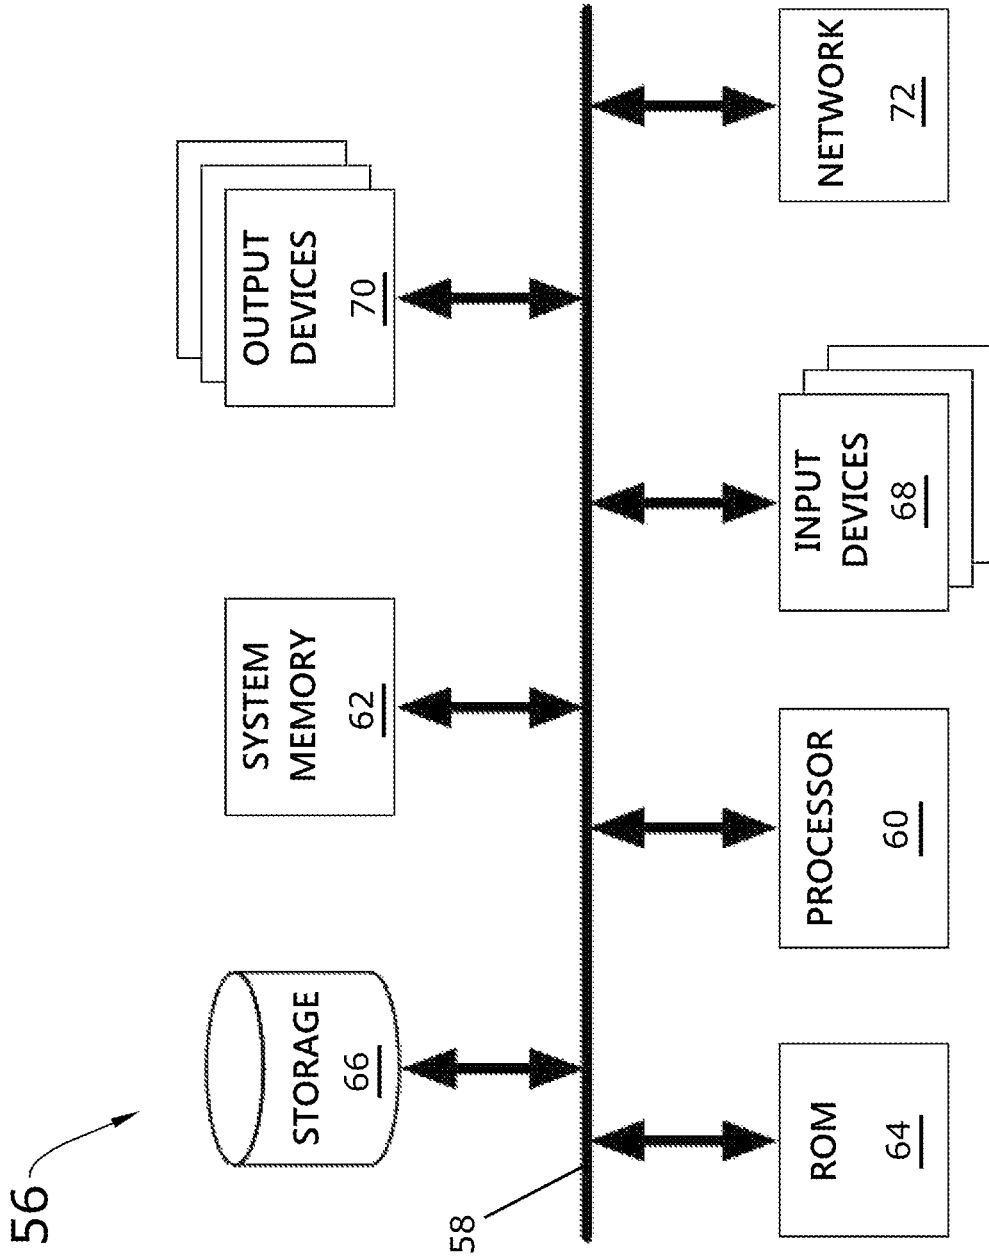 56
STORAGE
66
SYSTEM
MEMORY
62
OUTPUT
DEVICES
70
58
ROM
64
PROCESSOR
60
INPUT
DEVICES
68
NETWORK
72